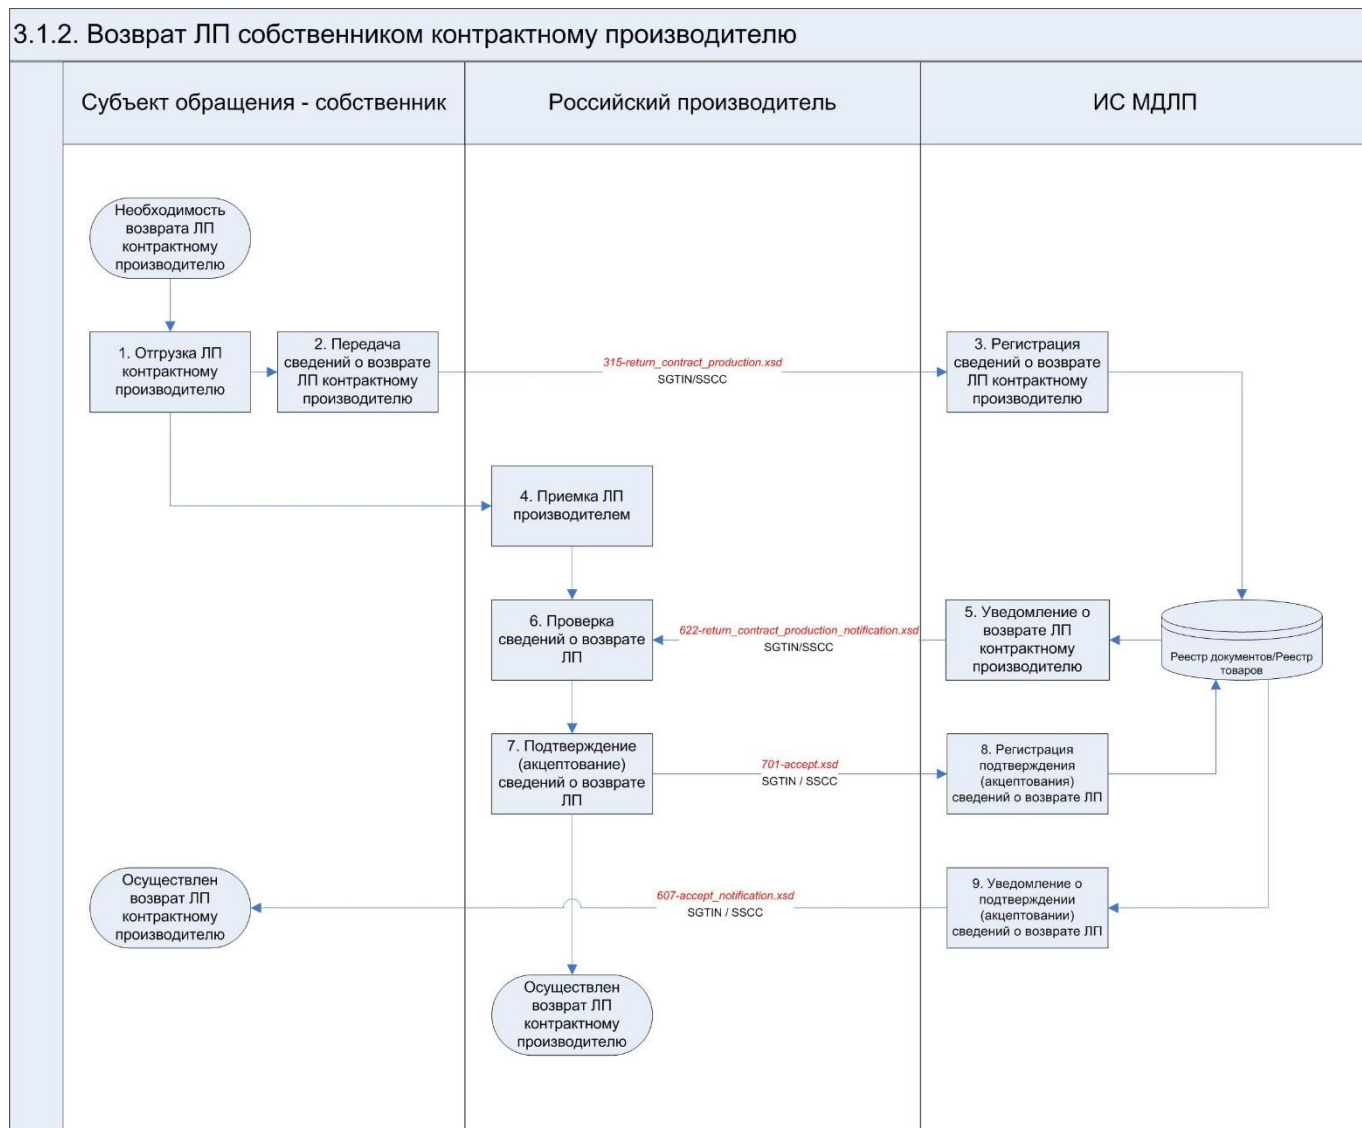 3.1.2. Возврат ЛП собственником контрактному производителю
Субъект обращения - собственник
Российский производитель
ИС МДЛП
Необходимость
возврата ЛП
контрактному
производителю
1. Отгрузка ЛП
контрактному
производителю
2. Передача
сведений о возврате
ЛП контрактному
производителю
315-return_contract_production.xsd
SGTIN/SSCC
3. Регистрация
сведений о возврате
ЛП контрактному
производителю
4. Приемка ЛП
производителем
6. Проверка
сведений о возврате
ЛП
622-return_contract_production_notification.xsd
SGTIN/SSCC
5. Уведомление о
возврате ЛП
контрактному
производителю
Реестр документов/Реестр
товаров
7. Подтверждение
(акцептование)
сведений о возврате
ЛП
701-accept.xsd
SGTIN / SSCC
8. Регистрация
подтверждения
(акцептования)
сведений о возврате ЛП
Осуществлен
возврат ЛП
контрактному
производителю
607-accept_notification.xsd
SGTIN / SSCC
9. Уведомление о
подтверждении
(акцептовании)
сведений о возврате ЛП
Осуществлен
возврат ЛП
контрактному
производителю